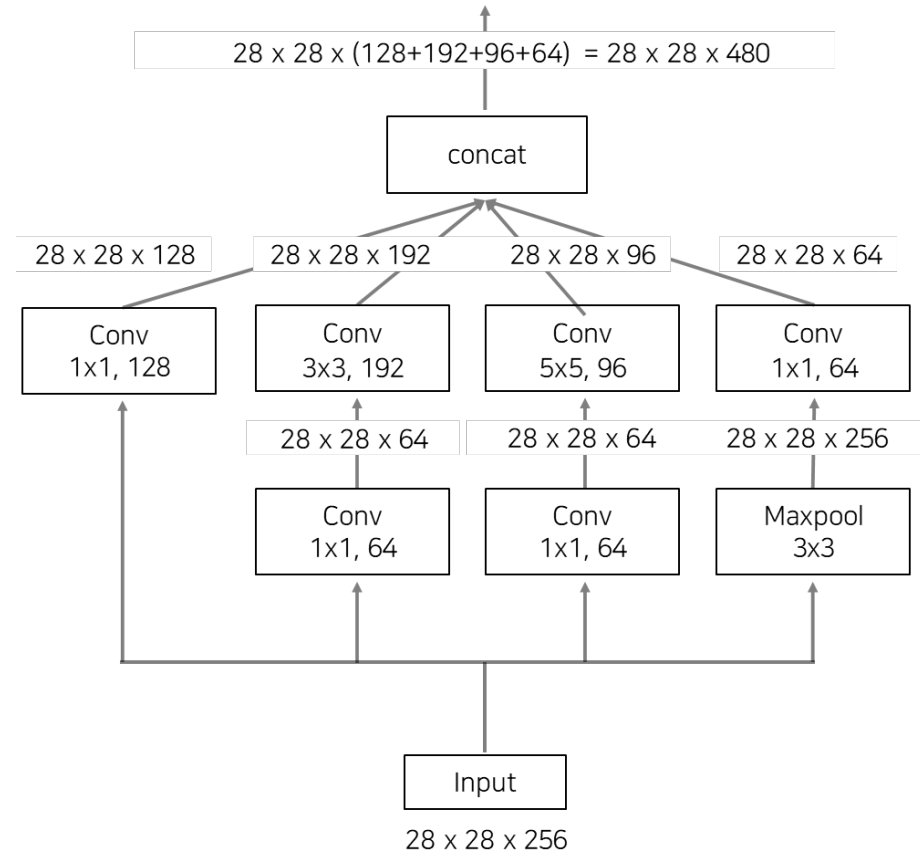 28 x 28 x (128+192+96+64) = 28 x 28 x 480
concat
28 x 28 x 128
28 x 28 x 192
28 x 28 x 96
28 x 28 x 64
Conv
1x1, 128
Conv
3x3, 192
Conv
5x5, 96
Conv
1x1, 64
28 x 28 x 64
28 x 28 x 64
28 x 28 x 256
Conv
1x1, 64
Conv
1x1, 64
Maxpool
3x3
Input
28 x 28 x 256